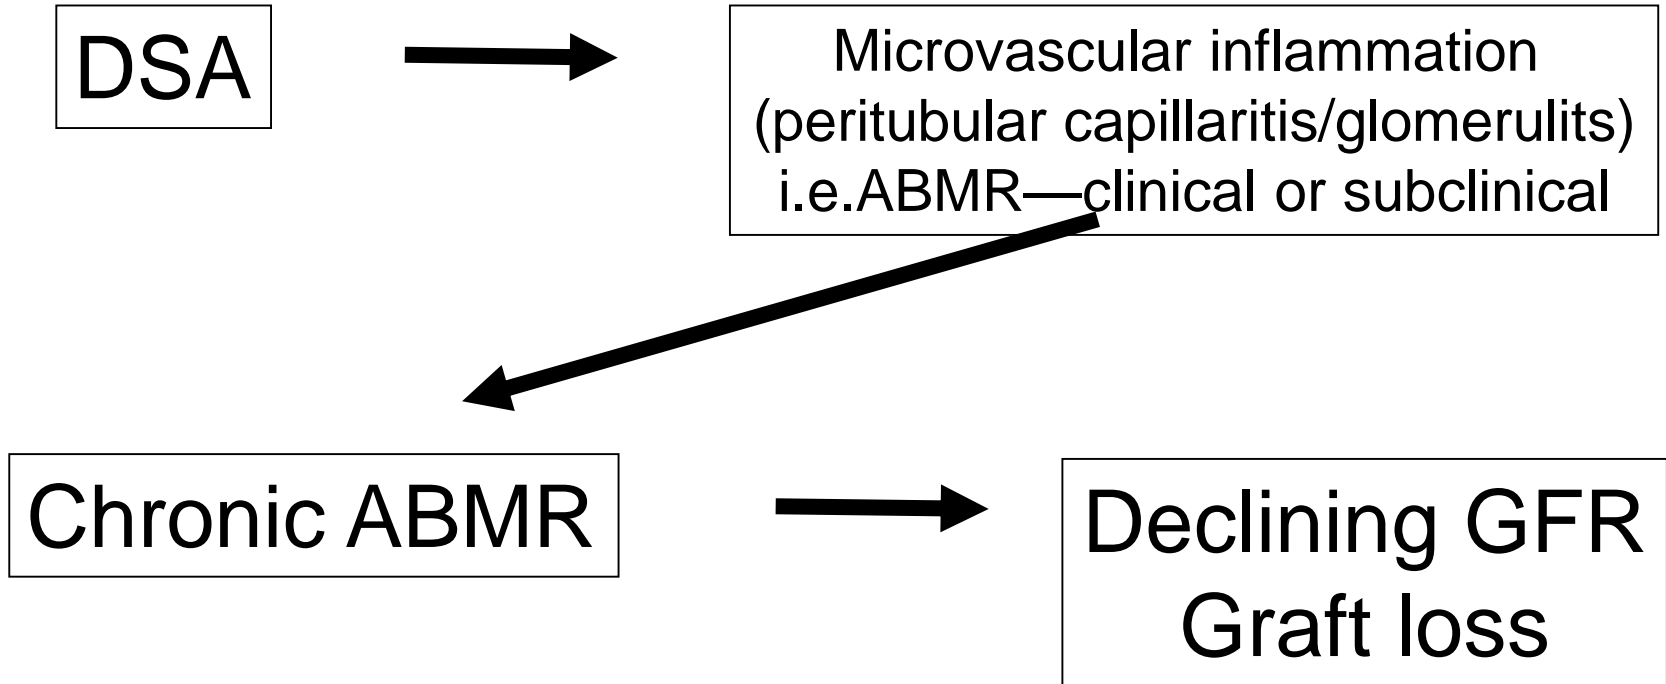 DSA
Microvascular inflammation
(peritubular capillaritis/glomerulits)
i.e.ABMR—clinical or subclinical
Chronic ABMR
Declining GFR
Graft loss